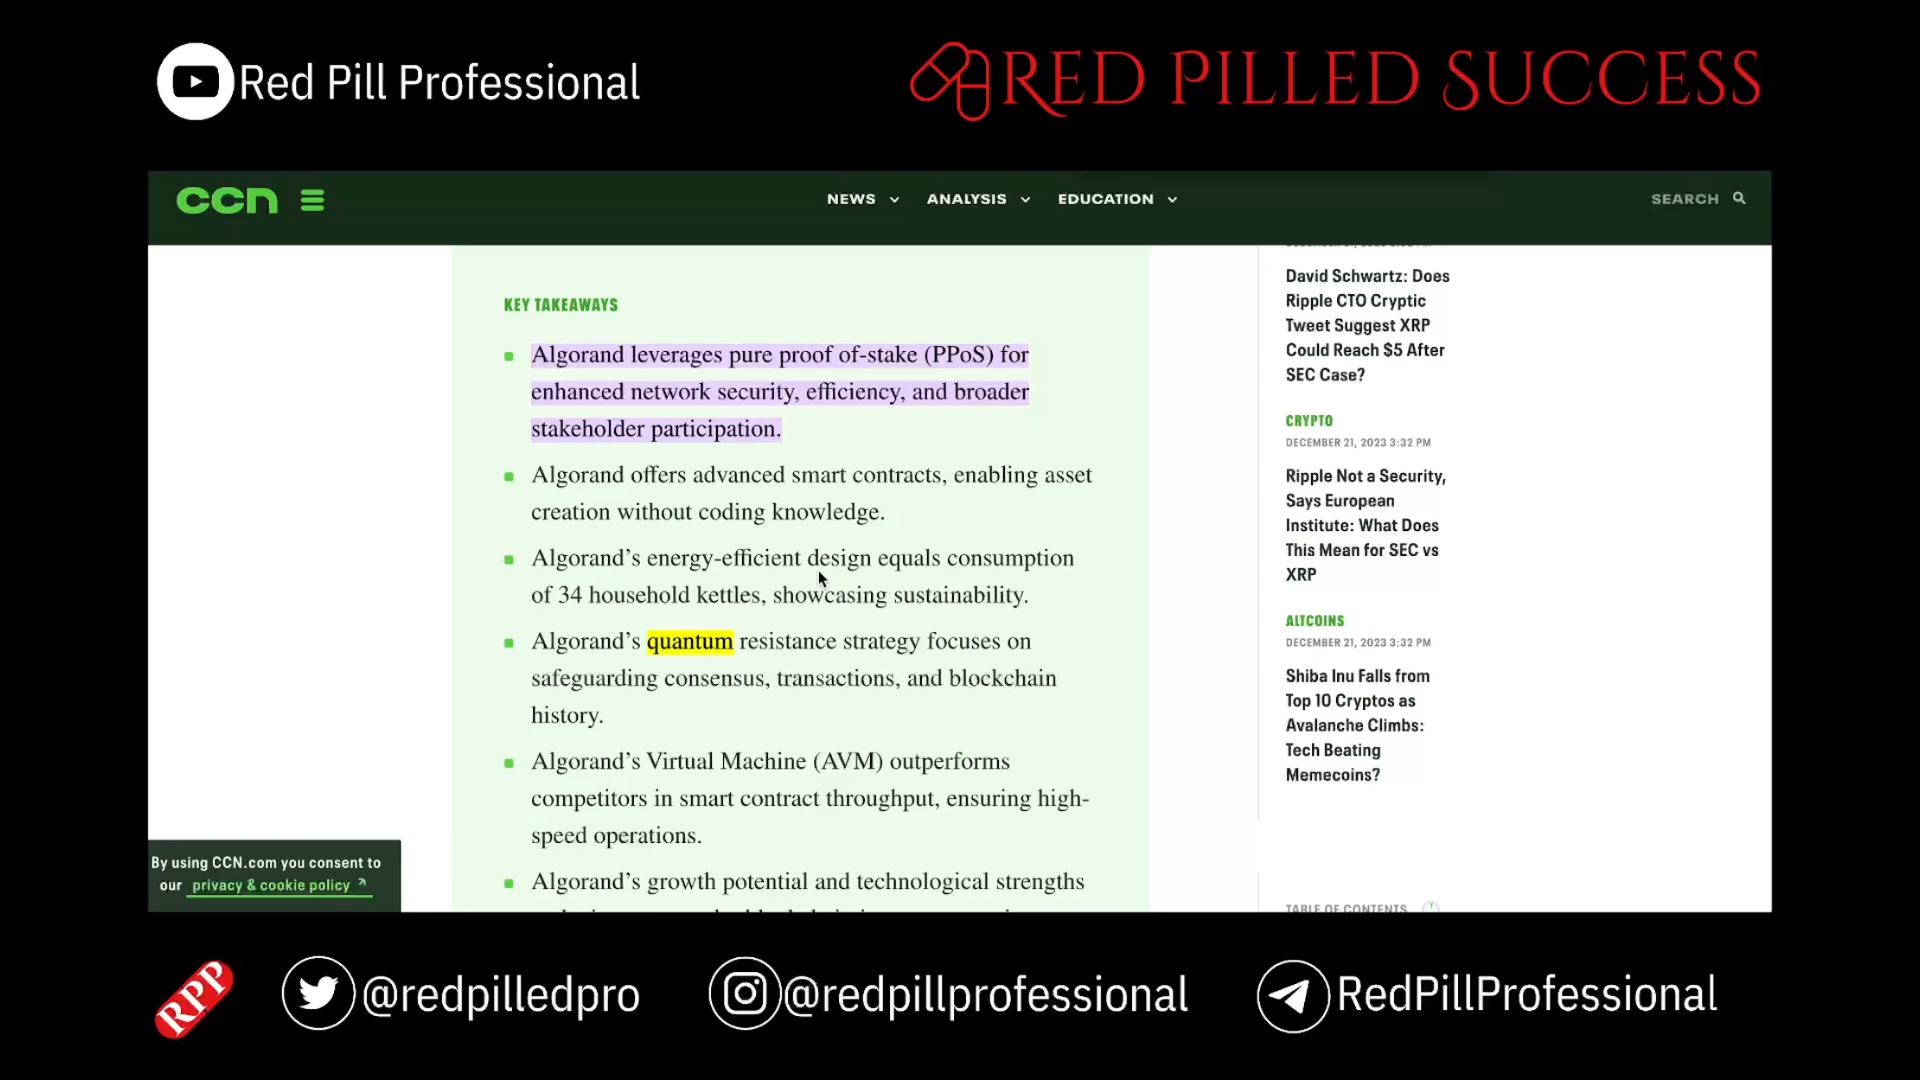 Red Pill Professional
RED PILLED SUCCESS
ccn
NEWS
ANALYSIS
EDUCATION
SEARCH
KEY TAKEAWAYS
Algorand leverages pure proof of-stake (PPoS) for
enhanced network security, efficiency, and broader
stakeholder participation.
Algorand offers advanced smart contracts, enabling asset
creation without coding knowledge.
Algorand’s energy-efficient design equals consumption
of 34 household kettles, showcasing sustainability.
Algorand’s quantum resistance strategy focuses on
safeguarding consensus, transactions, and blockchain
history.
Algorand’s Virtual Machine (AVM) outperforms
competitors in smart contract throughput, ensuring high-
speed operations.
Algorand’s growth potential and technological strengths
David Schwartz: Does
Ripple CTO Cryptic
Tweet Suggest XRP
Could Reach $5 After
SEC Case?
CRYPTO
DECEMBER 21, 2023 3:32 PM
Ripple Not a Security,
Says European
Institute: What Does
This Mean for SEC vs
XRP
ALTCOINS
DECEMBER 21, 2023 3:32 PM
Shiba Inu Falls from
Top 10 Cryptos as
Avalanche Climbs:
Tech Beating
Memecoins?
TABLE OF CONTENTS
By using CCN.com you consent to
our privacy & cookie policy
RPP
@redpilledpro
@redpillprofessional
RedPillProfessional